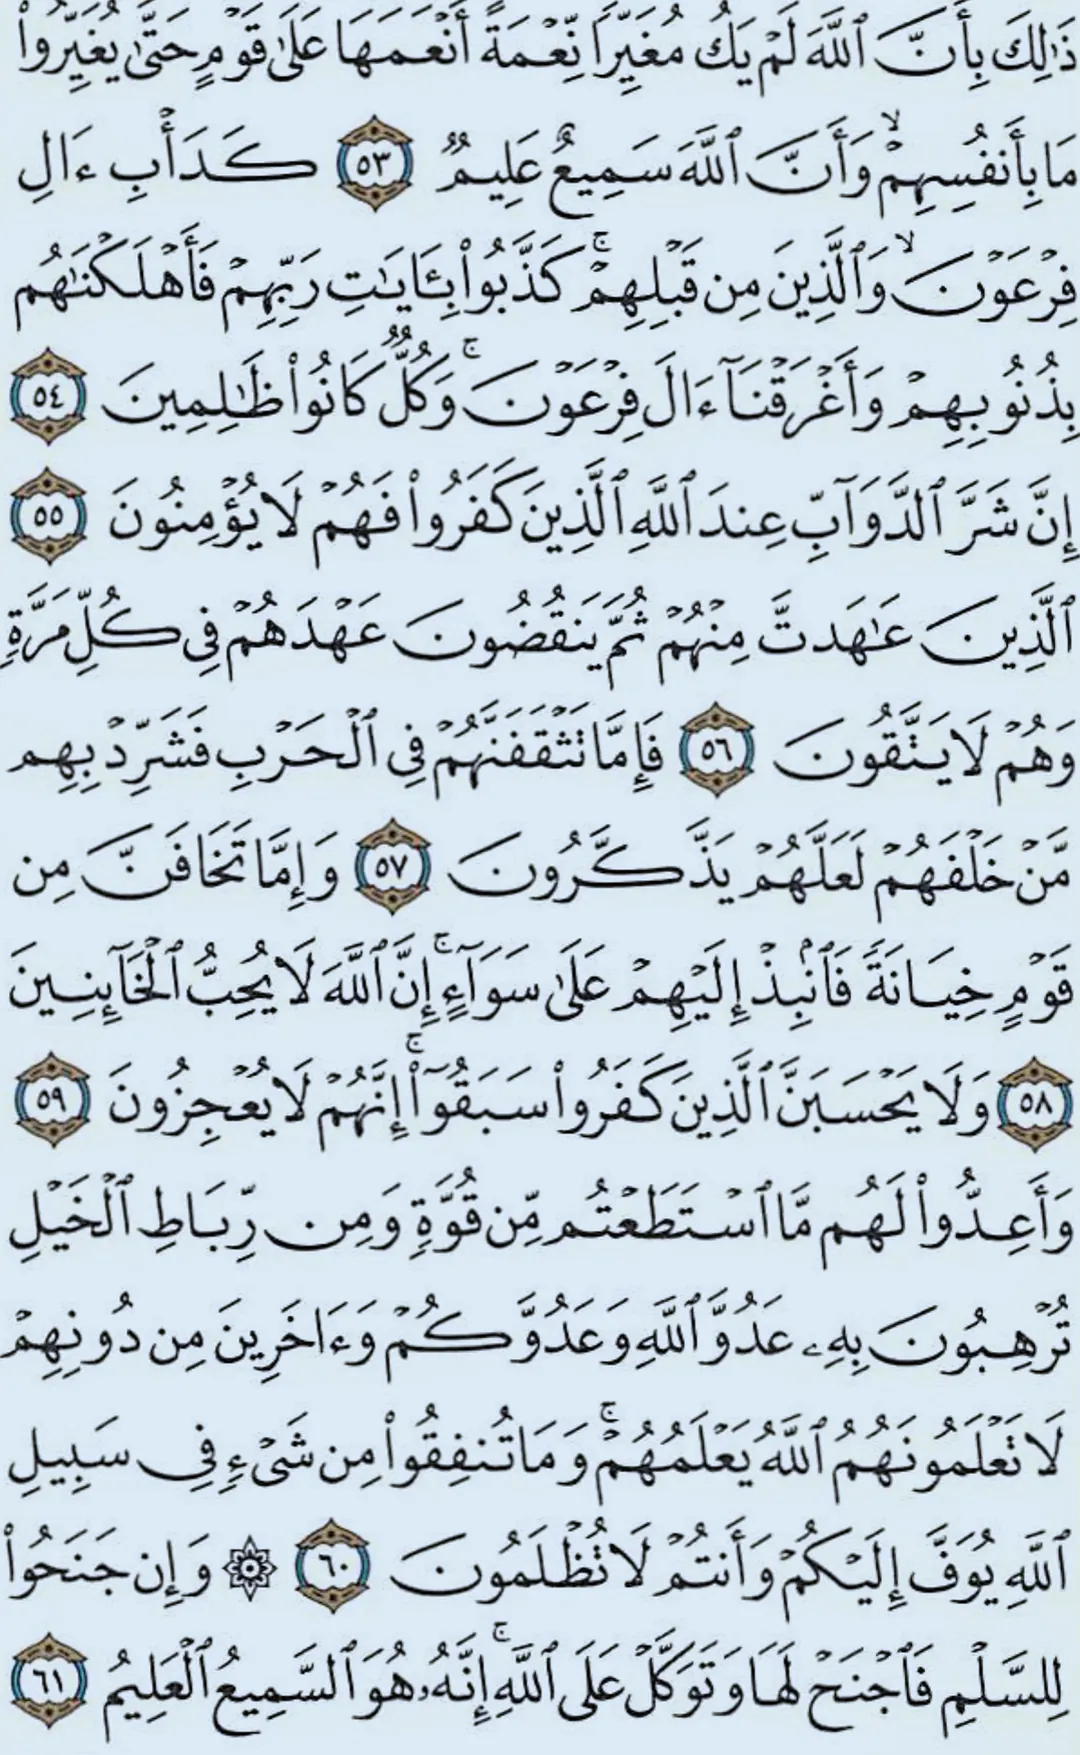 ذَٰلِكَ بِأَنَّ ٱللَّهَ لَمۡ يَكُ مُغَيِّرٗا نِّعۡمَةً أَنۡعَمَهَا عَلَىٰ قَوۡمٍ حَتَّىٰ يُغَيِّرُواْ
مَا بِأَنفُسِهِمۡ وَأَنَّ ٱللَّهَ سَمِيعٌ عَلِيمٞ ٥٣ كَدَأۡبِ ءَالِ
فِرۡعَوۡنَۙ وَٱلَّذِينَ مِن قَبۡلِهِمۡۚ كَذَّبُواْ بِـَٔايَٰتِ رَبِّهِمۡ فَأَهۡلَكۡنَٰهُم
بِذُنُوبِهِمۡ وَأَغۡرَقۡنَآ ءَالَ فِرۡعَوۡنَۚ وَكُلّٞ كَانُواْ ظَٰلِمِينَ ٥٤
إِنَّ شَرَّ ٱلدَّوَآبِّ عِندَ ٱللَّهِ ٱلَّذِينَ كَفَرُواْ فَهُمۡ لَا يُؤۡمِنُونَ ٥٥
ٱلَّذِينَ عَٰهَدتَّ مِنۡهُمۡ ثُمَّ يَنقُضُونَ عَهۡدَهُمۡ فِي كُلِّ مَرَّةٖ
وَهُمۡ لَا يَتَّقُونَ ٥٦ فَإِمَّا تَثۡقَفَنَّهُمۡ فِي ٱلۡحَرۡبِ فَشَرِّدۡ بِهِم
مَّنۡ خَلۡفَهُمۡ لَعَلَّهُمۡ يَذَّكَّرُونَ ٥٧ وَإِمَّا تَخَافَنَّ مِن
قَوۡمٍ خِيَانَةٗ فَٱنۢبِذۡ إِلَيۡهِمۡ عَلَىٰ سَوَآءٍۚ إِنَّ ٱللَّهَ لَا يُحِبُّ ٱلۡخَآئِنِينَ
٥٨ وَلَا يَحۡسَبَنَّ ٱلَّذِينَ كَفَرُواْ سَبَقُوٓاْۚ إِنَّهُمۡ لَا يُعۡجِزُونَ ٥٩
وَأَعِدُّواْ لَهُم مَّا ٱسۡتَطَعۡتُم مِّن قُوَّةٖ وَمِن رِّبَاطِ ٱلۡخَيۡلِ
تُرۡهِبُونَ بِهِۦ عَدُوَّ ٱللَّهِ وَعَدُوَّكُمۡ وَءَاخَرِينَ مِن دُونِهِمۡ
لَا تَعۡلَمُونَهُمُ ٱللَّهُ يَعۡلَمُهُمۡۚ وَمَا تُنفِقُواْ مِن شَيۡءٖ فِي سَبِيلِ
ٱللَّهِ يُوَفَّ إِلَيۡكُمۡ وَأَنتُمۡ لَا تُظۡلَمُونَ ٦٠ ۞ وَإِن جَنَحُواْ
لِلسَّلۡمِ فَٱجۡنَحۡ لَهَا وَتَوَكَّلۡ عَلَى ٱللَّهِۚ إِنَّهُۥ هُوَ ٱلسَّمِيعُ ٱلۡعَلِيمُ ٦١